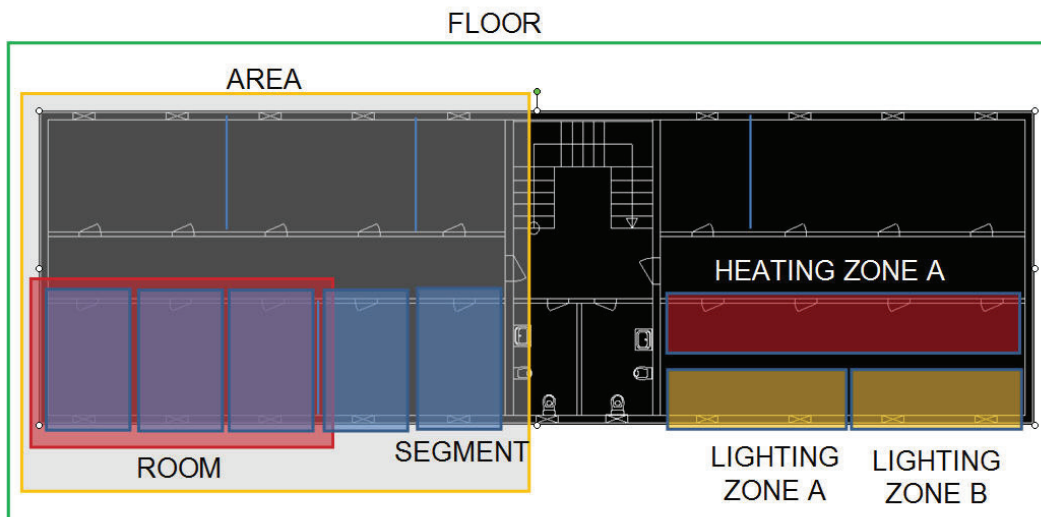 FLOOR
AREA
HEATING ZONE A
ROOM
SEGMENT
LIGHTING
ZONE A
LIGHTING
ZONE B